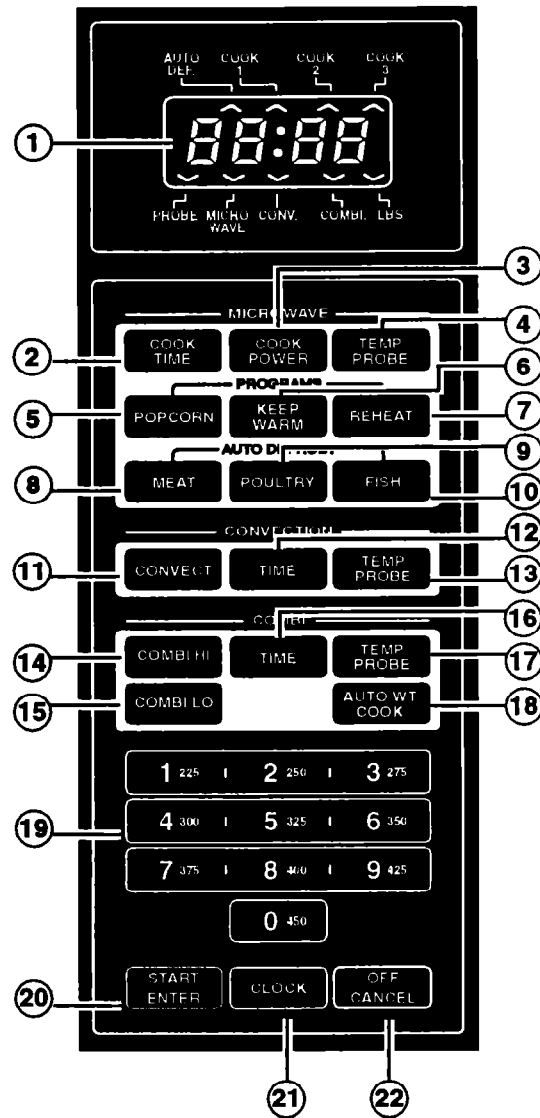 AUTO DEF. COOK 1 COOK 2 COOK 3
88:88
1
PROBE MICRO WAVE CONV. COMBI. LBS
3
MICROWAVE
4
2
COOK TIME
COOK POWER
TEMP PROBE
6
5
POPCORN
KEEP WARM
REHEAT
7
9
8
MEAT
POULTRY
FISH
10
CONVECTION
12
11
CONVECT
TIME
TEMP PROBE
13
16
14
COMBI HI
TIME
TEMP PROBE
17
15
COMBI LO
AUTO WT COOK
18
1 225 2 250 3 275
19
4 300 5 325 6 350
7 375 8 400 9 425
0 450
20
START ENTER
CLOCK
OFF CANCEL
21
22